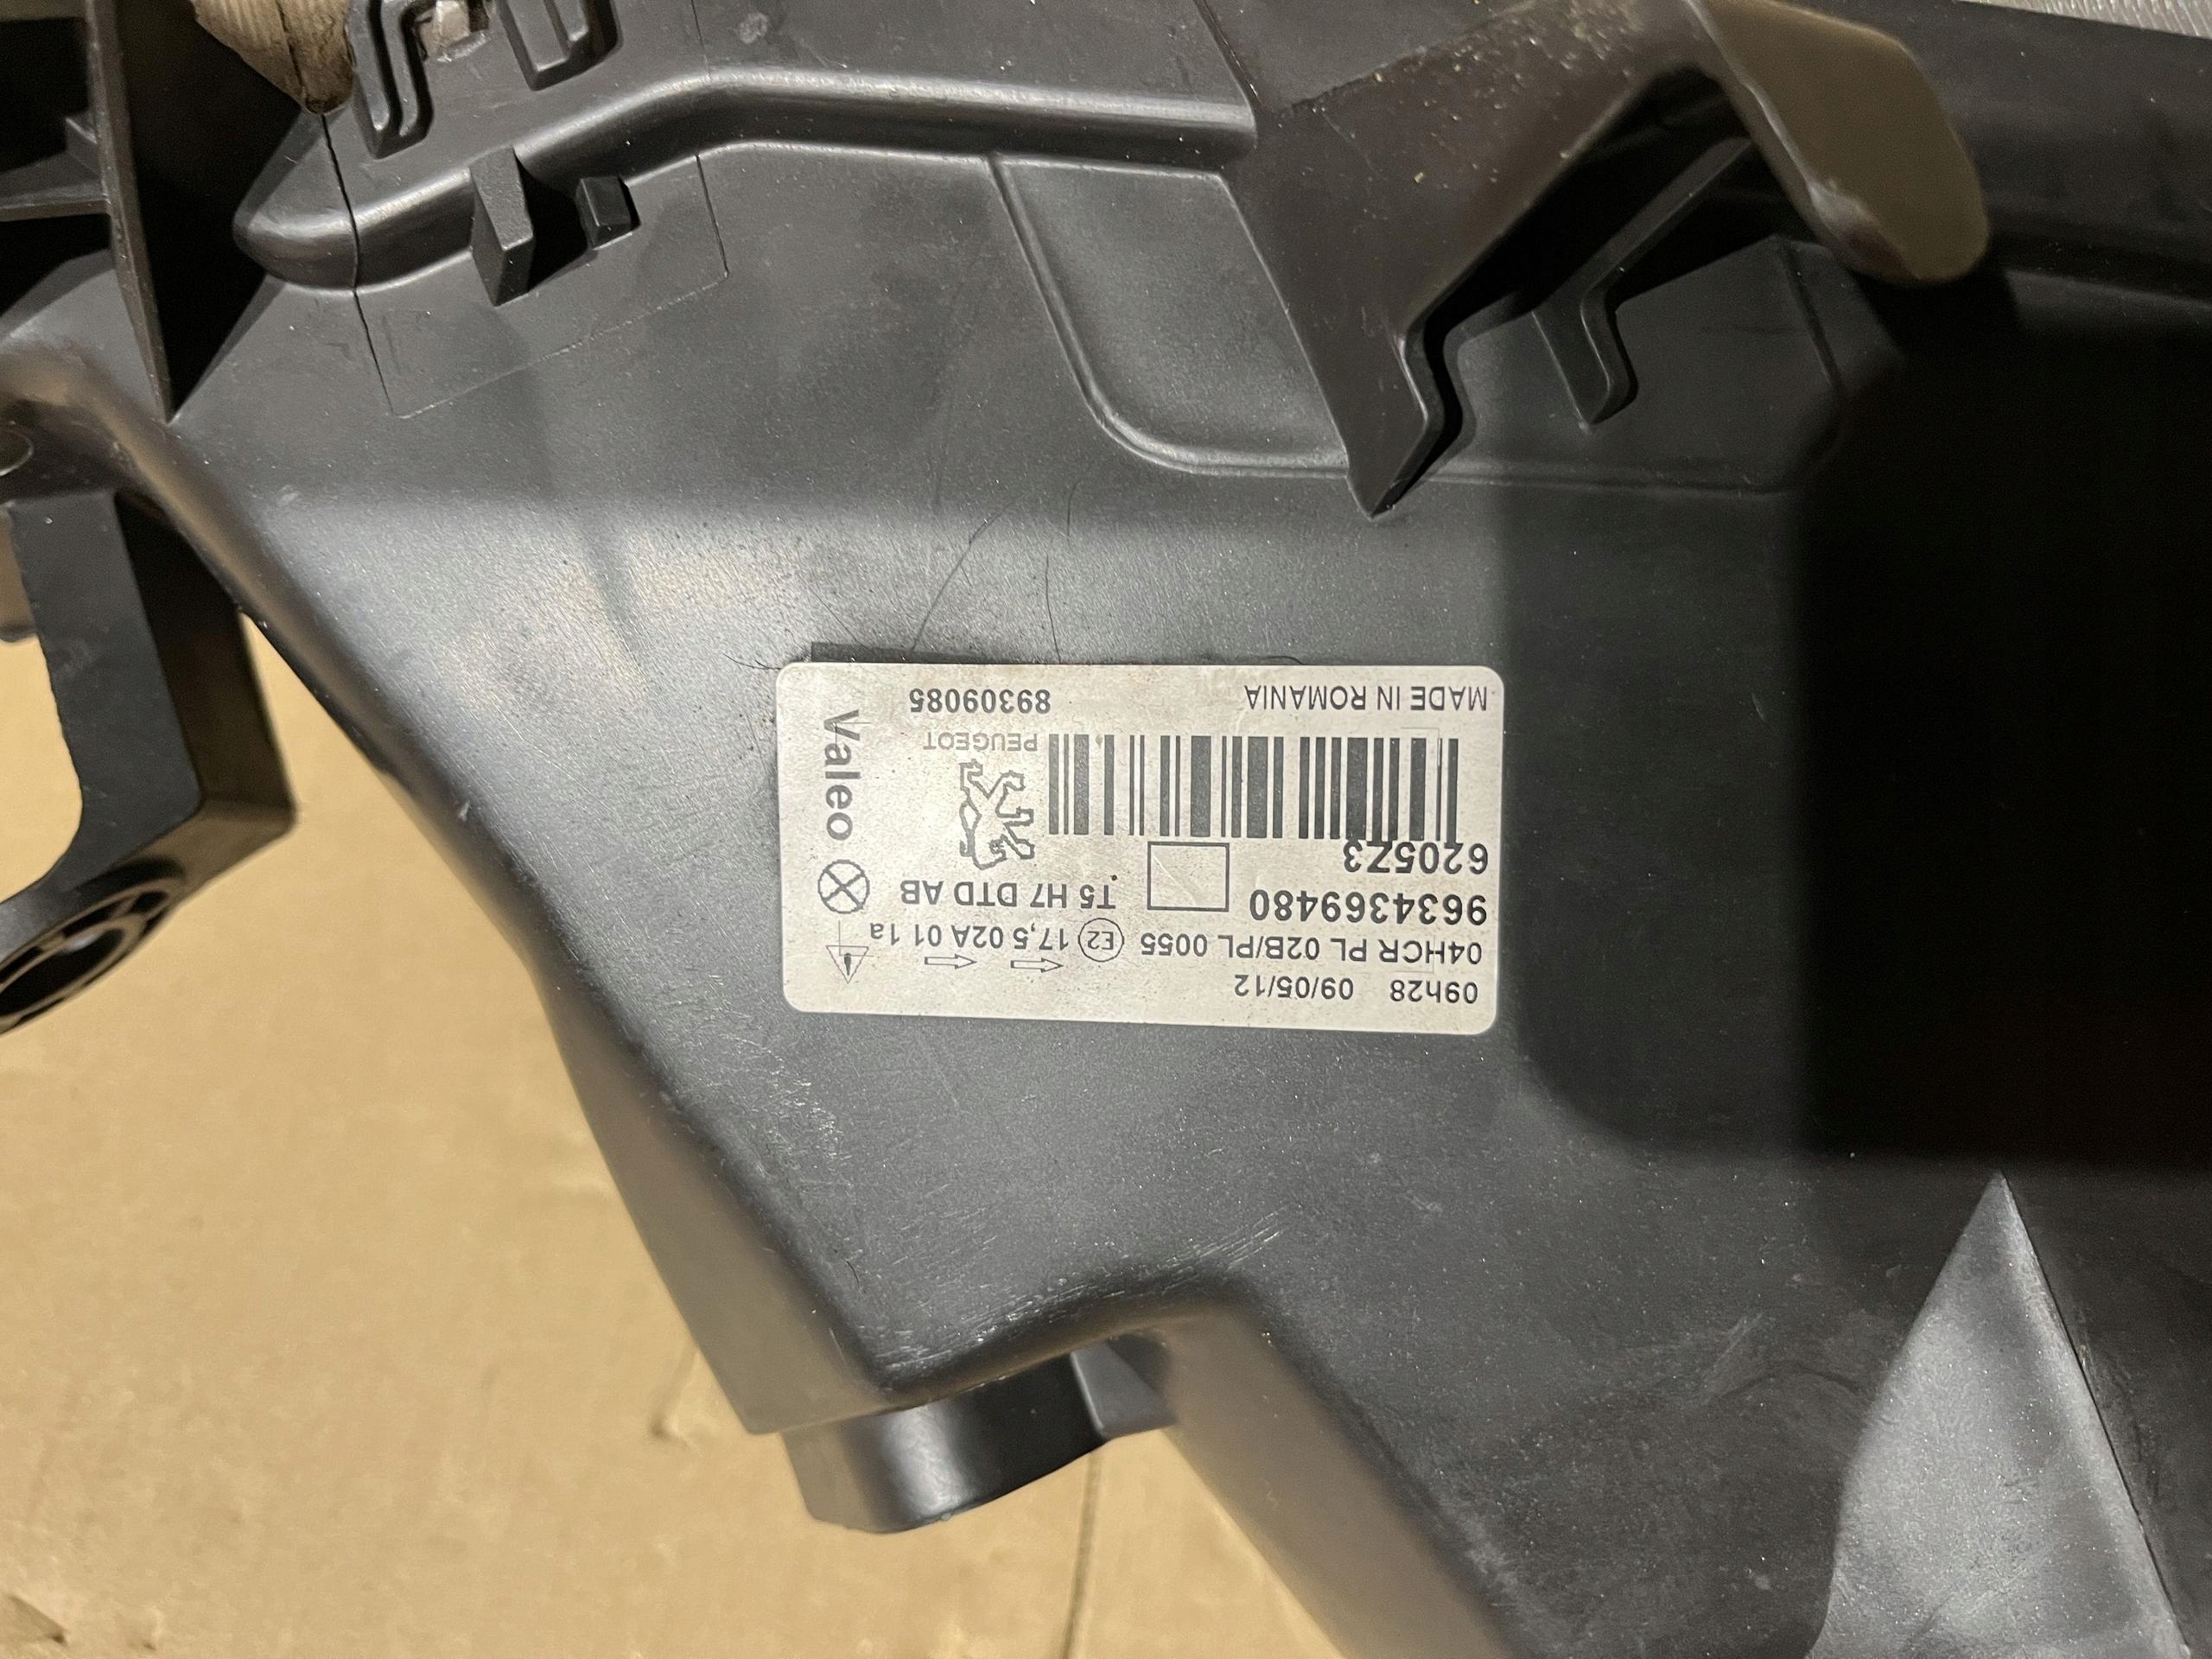 09h28 09/05/12
04HCR PL 02B/PL 0055 E2 17,5 02A 01 1a
9634369480 T5 H7 DTD AB
6205Z3
PEUGEOT
MADE IN ROMANIA 89309085
Valeo